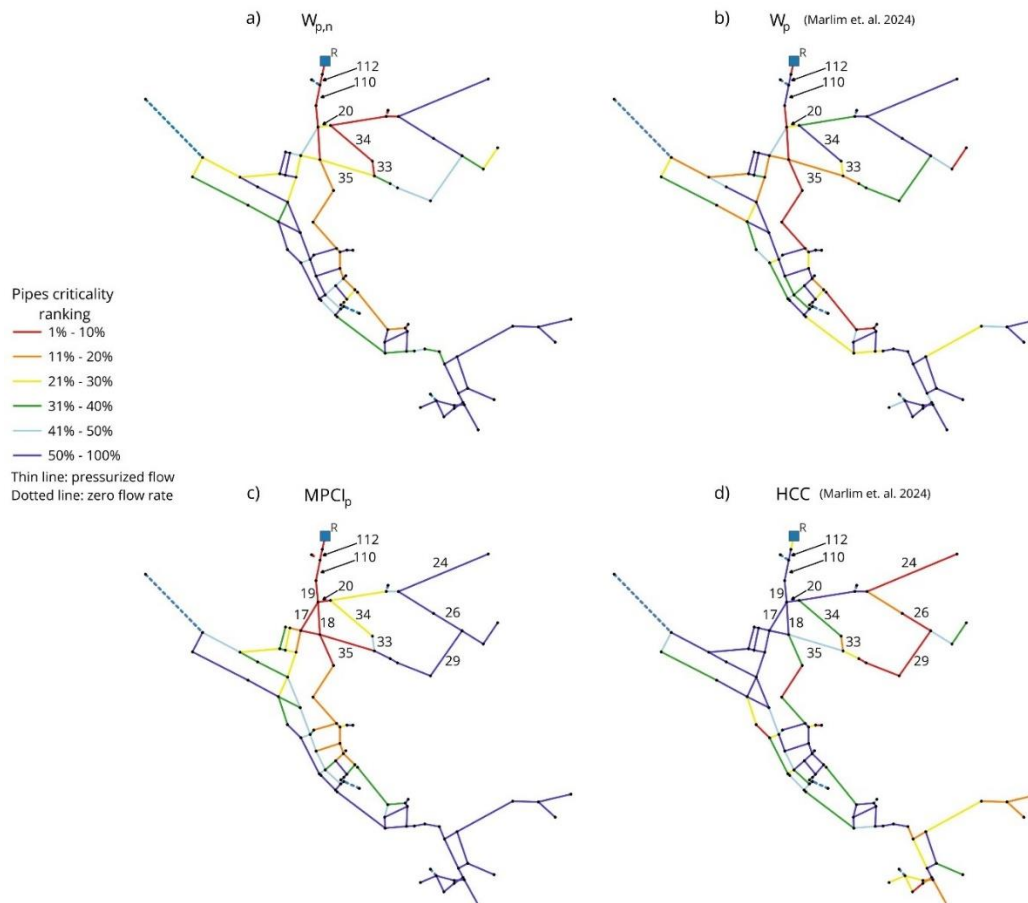 a) Wp,n
b) Wp (Marlim et. al. 2024)
R
112
110
20
34
33
35
R
112
110
20
34
33
35
Pipes criticality
ranking
1% - 10%
11% - 20%
21% - 30%
31% - 40%
41% - 50%
50% - 100%
Thin line: pressurized flow
Dotted line: zero flow rate
c) MPCIp
d) HCC (Marlim et. al. 2024)
R
112
110
24
19
20
17
34
26
18
33
35
29
R
112
110
24
19
20
17
34
26
18
33
35
29